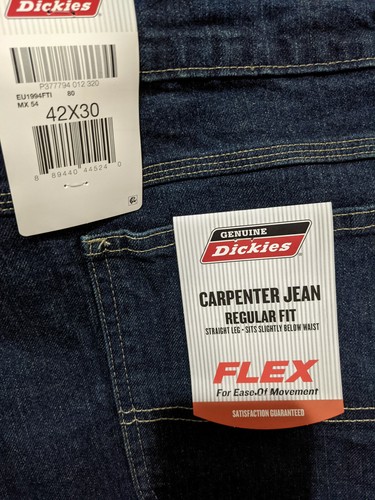 Dickies
P377794 012 320
EU1994FTI 80
MX 54
42X30
8 89440 44524 0
GENUINE
Dickies
CARPENTER JEAN
REGULAR FIT
STRAIGHT LEG - SITS SLIGHTLY BELOW WAIST
FLEX
For Ease Of Movement
SATISFACTION GUARANTEED